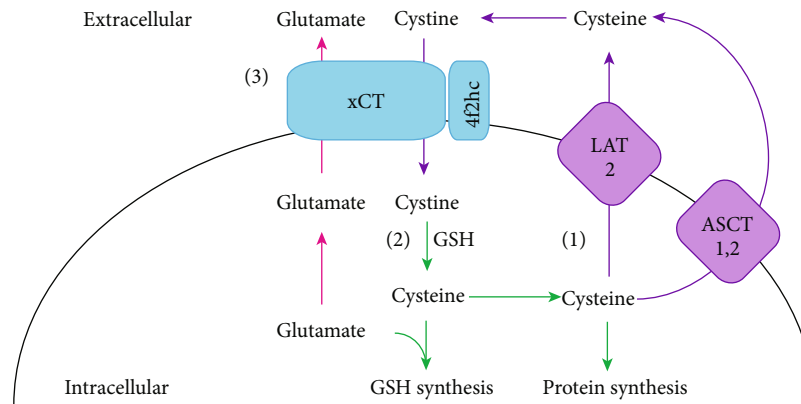 Extracellular
Glutamate
Cystine
Cysteine
(3)
xCT
4f2hc
LAT
2
Glutamate
Cystine
ASCT
1,2
(2)
GSH
(1)
Cysteine
Cysteine
Glutamate
Intracellular
GSH synthesis
Protein synthesis